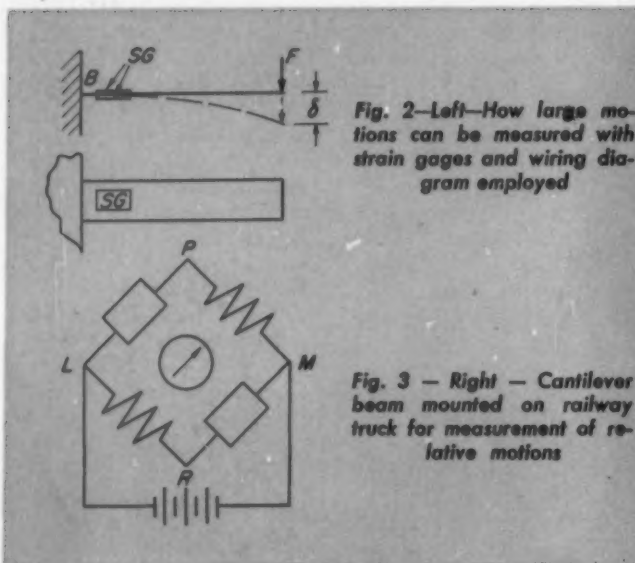 SG
B
F
δ
Fig. 2—Left—How large mo-
tions can be measured with
strain gages and wiring dia-
gram employed
SG
P
L
M
R
Fig. 3 — Right — Cantilever
beam mounted on railway
truck for measurement of re-
lative motions